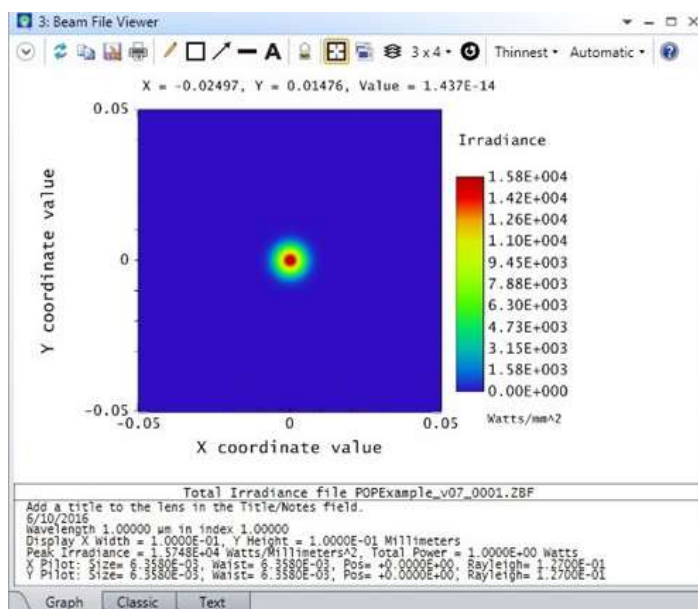 3: Beam File Viewer
3 x 4
Thinnest
Automatic
X = -0.02497, Y = 0.01476, Value = 1.437E-14
0.05
0
-0.05
Y coordinate value
-0.05
0
0.05
X coordinate value
Irradiance
1.58E+004
1.42E+004
1.26E+004
1.10E+004
9.45E+003
7.88E+003
6.30E+003
4.73E+003
3.15E+003
1.58E+003
0.00E+000
Watts/mm^2
Total Irradiance file POPExample_v07_0001.ZBF
Add a title to the lens in the Title/Notes field.
6/10/2016
Wavelength 1.00000 µm in index 1.00000
Display X Width = 1.0000E-01, Y Height = 1.0000E-01 Millimeters
Peak Irradiance = 1.5748E+04 Watts/Millimeters^2, Total Power = 1.0000E+00 Watts
X Pilot: Size= 6.3580E-03, Waist= 6.3580E-03, Pos= +0.0000E+00, Rayleigh= 1.2700E-01
Y Pilot: Size= 6.3580E-03, Waist= 6.3580E-03, Pos= +0.0000E+00, Rayleigh= 1.2700E-01
Graph
Classic
Text